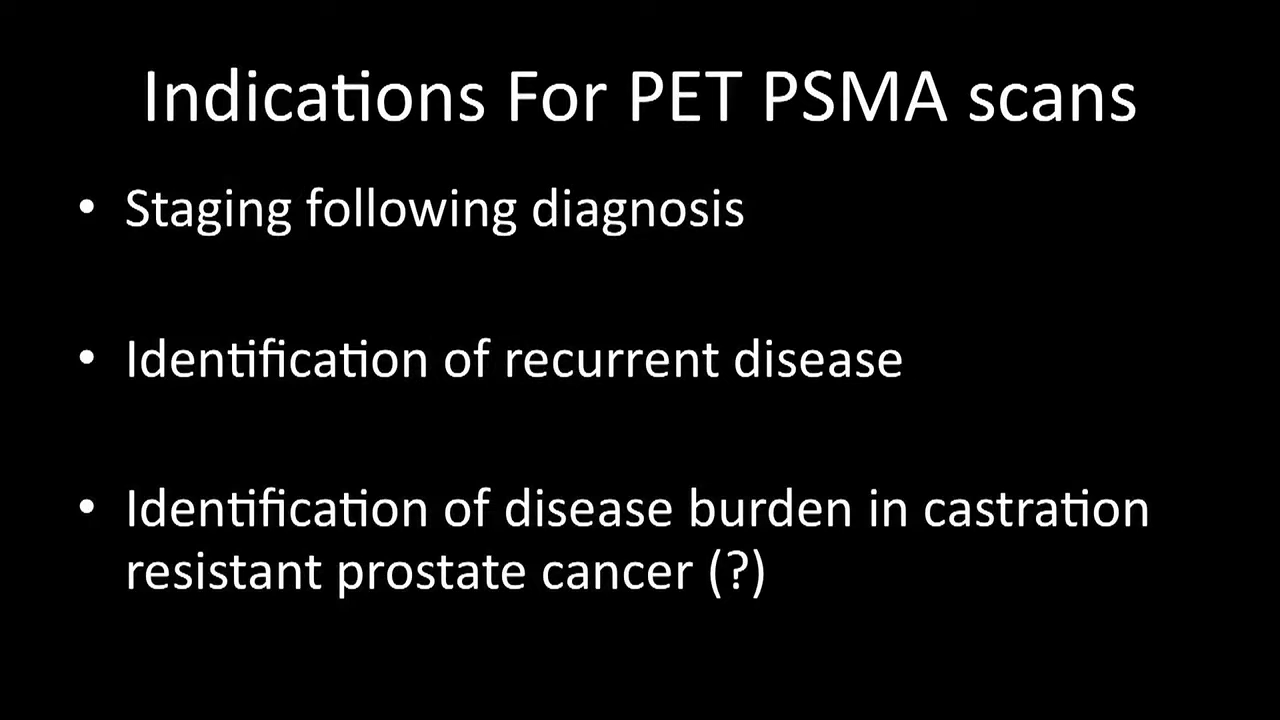 Indications For PET PSMA scans
• Staging following diagnosis
• Identification of recurrent disease
• Identification of disease burden in castration
resistant prostate cancer (?)